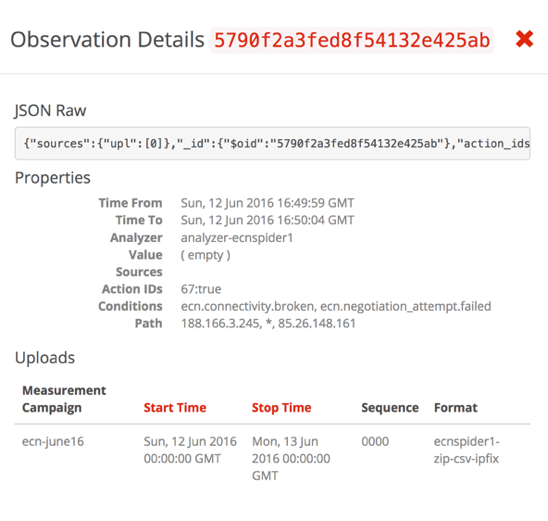 Observation Details 5790f2a3fed8f54132e425ab
JSON Raw
{"sources":{"upl":[0]},"_id":{"$oid":"5790f2a3fed8f54132e425ab"},"action_ids
Properties
Time From Sun, 12 Jun 2016 16:49:59 GMT
Time To Sun, 12 Jun 2016 16:50:04 GMT
Analyzer analyzer-ecnspider1
Value ( empty )
Sources
Action IDs 67:true
Conditions ecn.connectivity.broken, ecn.negotiation_attempt.failed
Path 188.166.3.245, *, 85.26.148.161
Uploads
Measurement
Campaign Start Time Stop Time Sequence Format
ecn-june16 Sun, 12 Jun 2016 Mon, 13 Jun 0000 ecnspider1-
00:00:00 GMT 2016 00:00:00 zip-csv-ipfix
GMT